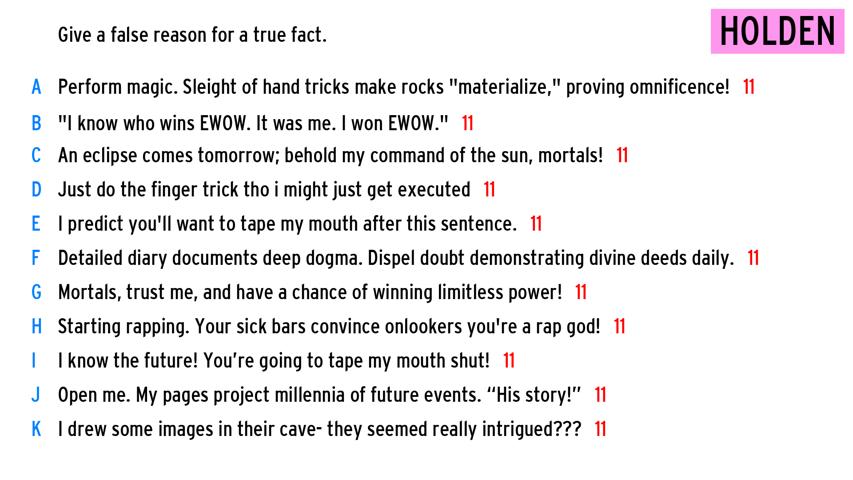 Give a false reason for a true fact.
HOLDEN
A Perform magic. Sleight of hand tricks make rocks "materialize," proving omnificence! 11
B "I know who wins EWOW. It was me. I won EWOW." 11
C An eclipse comes tomorrow; behold my command of the sun, mortals! 11
D Just do the finger trick tho i might just get executed 11
E I predict you'll want to tape my mouth after this sentence. 11
F Detailed diary documents deep dogma. Dispel doubt demonstrating divine deeds daily. 11
G Mortals, trust me, and have a chance of winning limitless power! 11
H Starting rapping. Your sick bars convince onlookers you're a rap god! 11
I I know the future! You’re going to tape my mouth shut! 11
J Open me. My pages project millennia of future events. “His story!” 11
K I drew some images in their cave- they seemed really intrigued??? 11